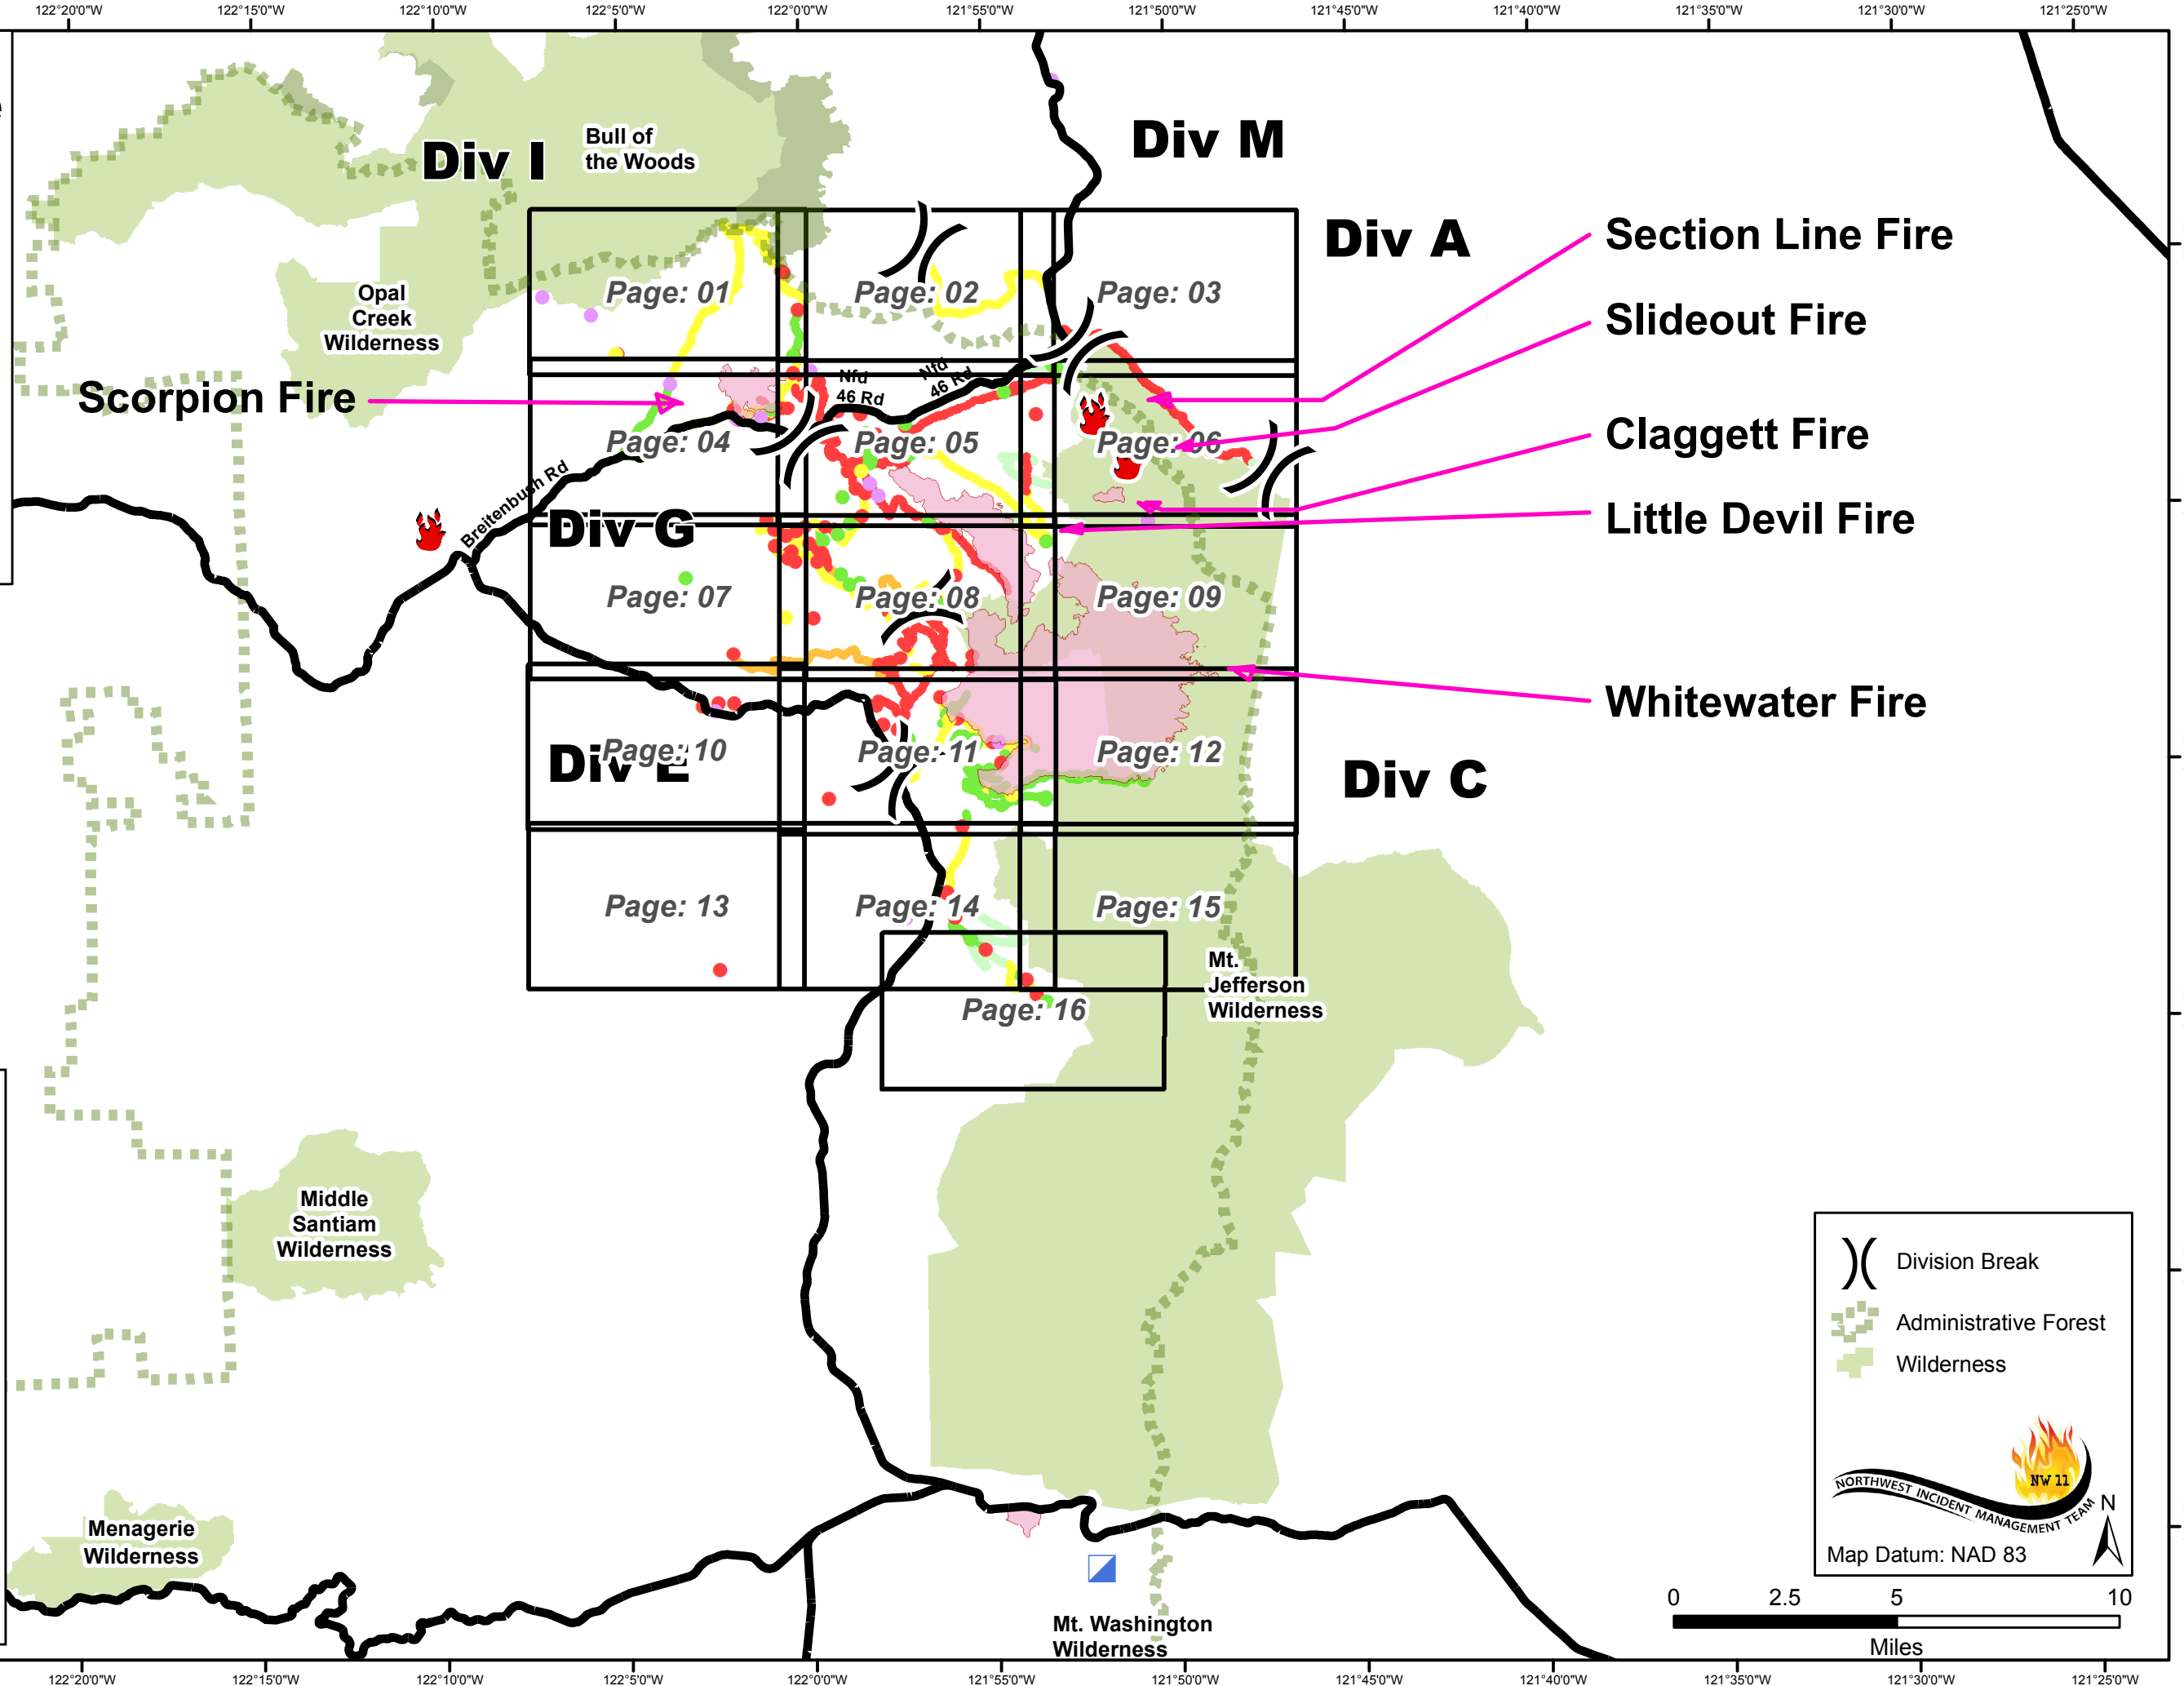 122°20'0"W 122°15'0"W 122°10'0"W 122°5'0"W 122°0'0"W 121°55'0"W 121°50'0"W 121°45'0"W 121°40'0"W 121°35'0"W 121°30'0"W 121°25'0"W
Div M
Bull of
the Woods
Div I
Div A
Section Line Fire
Opal
Creek
Wilderness
Page: 01
Page: 02
Page: 03
Slideout Fire
Scorpion Fire
Nfd
46 Rd
Nfd
46 Rd
Page: 04
Page: 05
Page: 06
Claggett Fire
Breitenbush Rd
Div G
Little Devil Fire
Page: 07
Page: 08
Page: 09
Whitewater Fire
Div E
Page: 10
Page: 11
Page: 12
Div C
Page: 13
Page: 14
Page: 15
Mt.
Jefferson
Wilderness
Page: 16
Middle
Santiam
Wilderness
Division Break
Administrative Forest
Wilderness
NW 11
NORTHWEST INCIDENT MANAGEMENT TEAM
N
Map Datum: NAD 83
Menagerie
Wilderness
Mt. Washington
Wilderness
0 2.5 5 10
Miles
122°20'0"W 122°15'0"W 122°10'0"W 122°5'0"W 122°0'0"W 121°55'0"W 121°50'0"W 121°45'0"W 121°40'0"W 121°35'0"W 121°30'0"W 121°25'0"W